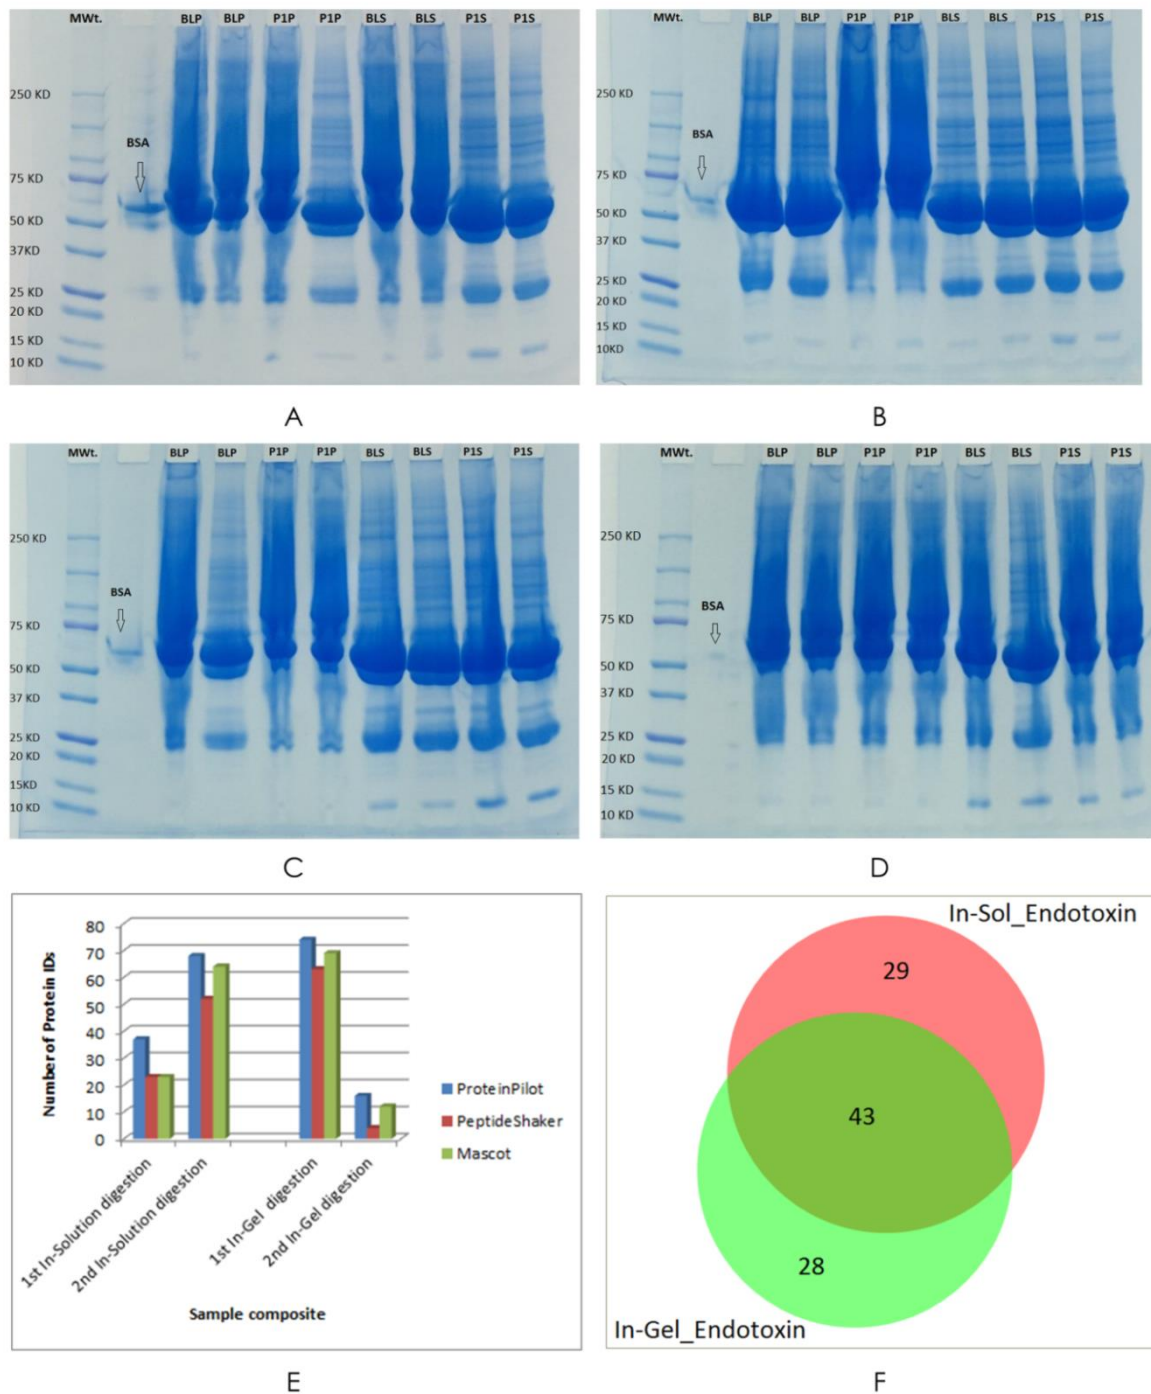 MWt. BLP BLP P1P P1P BLS BLS P1S P1S
250 KD
BSA
75 KD
50 KD
37KD
25 KD
20 KD
15 KD
10 KD
A
MWt. BLP BLP P1P P1P BLS BLS P1S P1S
250 KD
BSA
75 KD
50 KD
37 KD
25 KD
20 KD
15 KD
10KD
B
MWt. BLP BLP P1P P1P BLS BLS P1S P1S
250 KD
BSA
75 KD
50 KD
37 KD
25 KD
20 KD
15KD
10 KD
C
MWt. BLP BLP P1P P1P BLS BLS P1S P1S
250 KD
75 KD
BSA
50 KD
37 KD
25 KD
20 KD
15 KD
10 KD
D
Number of Protein IDs
80
70
60
50
40
30
20
10
0
1st In-Solution digestion
2nd In-Solution digestion
1st In-Gel digestion
2nd In-Gel digestion
Sample composite
ProteinPilot
PeptideShaker
Mascot
E
In-Sol_Endotoxin
29
43
28
In-Gel_Endotoxin
F